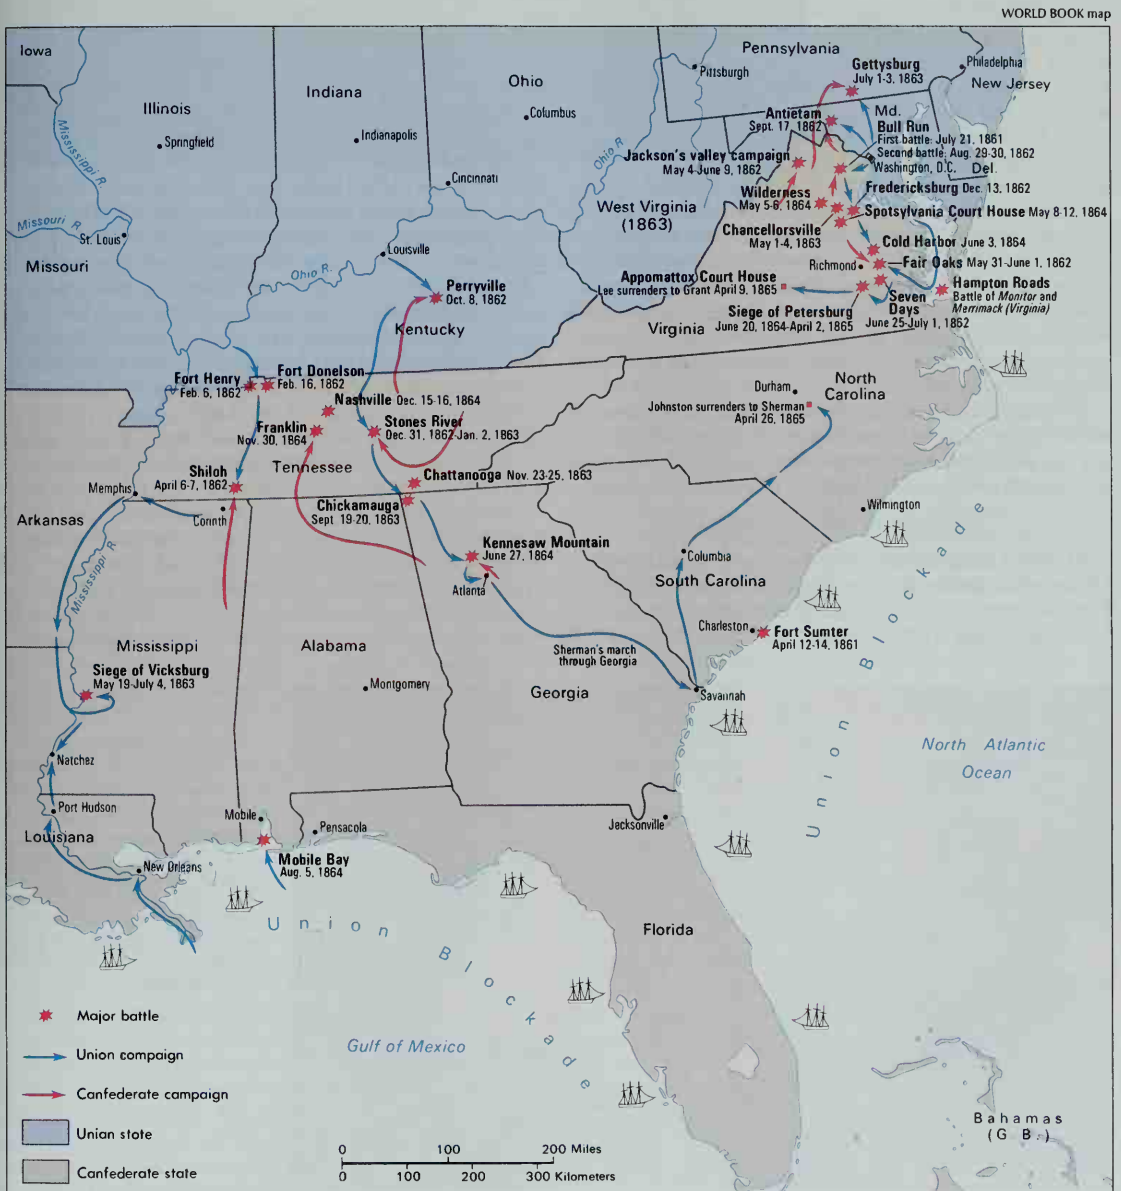 WORLD BOOK map
Iowa
Illinois
Springfield
Indiana
Indianapolis
Ohio
Columbus
Cincinnati
Pennsylvania
Pittsburgh
Philadelphia
New Jersey
Gettysburg
July 1-3, 1863
Md.
Antietam
Sept. 17, 1862
Bull Run
First battle: July 21, 1861
Second battle: Aug. 29-30, 1862
Washington, D.C.
Del.
Jackson's valley campaign
May 4-June 9, 1862
Mississippi R.
Missouri R
St. Louis
Missouri
Ohio R.
Louisville
Ohio R
West Virginia
(1863)
Wilderness
May 5-6, 1864
Fredericksburg Dec. 13, 1862
Spotsylvania Court House May 8-12, 1864
Chancellorsville
May 1-4, 1863
Cold Harbor June 3, 1864
Richmond
Fair Oaks May 31-June 1, 1862
Appomattox Court House
Lee surrenders to Grant April 9, 1865
Hampton Roads
Battle of Monitor and
Merrimack (Virginia)
Seven
Days
June 25-July 1, 1862
Siege of Petersburg
June 20, 1864-April 2, 1865
Virginia
Perryville
Oct. 8, 1862
Kentucky
Fort Henry
Feb. 6, 1862
Fort Donelson
Feb. 16, 1862
Nashville Dec. 15-16, 1864
Franklin
Nov. 30, 1864
Stones River
Dec. 31, 1862-Jan. 2, 1863
Tennessee
Durham
North
Carolina
Johnston surrenders to Sherman
April 26, 1865
Shiloh
April 6-7, 1862
Memphis
Corinth
Chattanooga Nov. 23-25, 1863
Chickamauga
Sept 19-20, 1863
Wilmington
Arkansas
Mississippi R
Kennesaw Mountain
June 27, 1864
Atlanta
Columbia
South Carolina
Charleston
Fort Sumter
April 12-14, 1861
Mississippi
Siege of Vicksburg
May 19-July 4, 1863
Alabama
Montgomery
Sherman's march
through Georgia
Georgia
Savannah
Union Blockade
North Atlantic
Ocean
Natchez
Port Hudson
Louisiana
New Orleans
Mobile
Pensacola
Mobile Bay
Aug. 5, 1864
Jacksonville
Florida
Union Blockade
Gulf of Mexico
Bahamas
(G. B.)
Major battle
Union compaign
Canfederate campaign
Unian state
Canfederate state
0 100 200 Miles
0 100 200 300 Kilometers